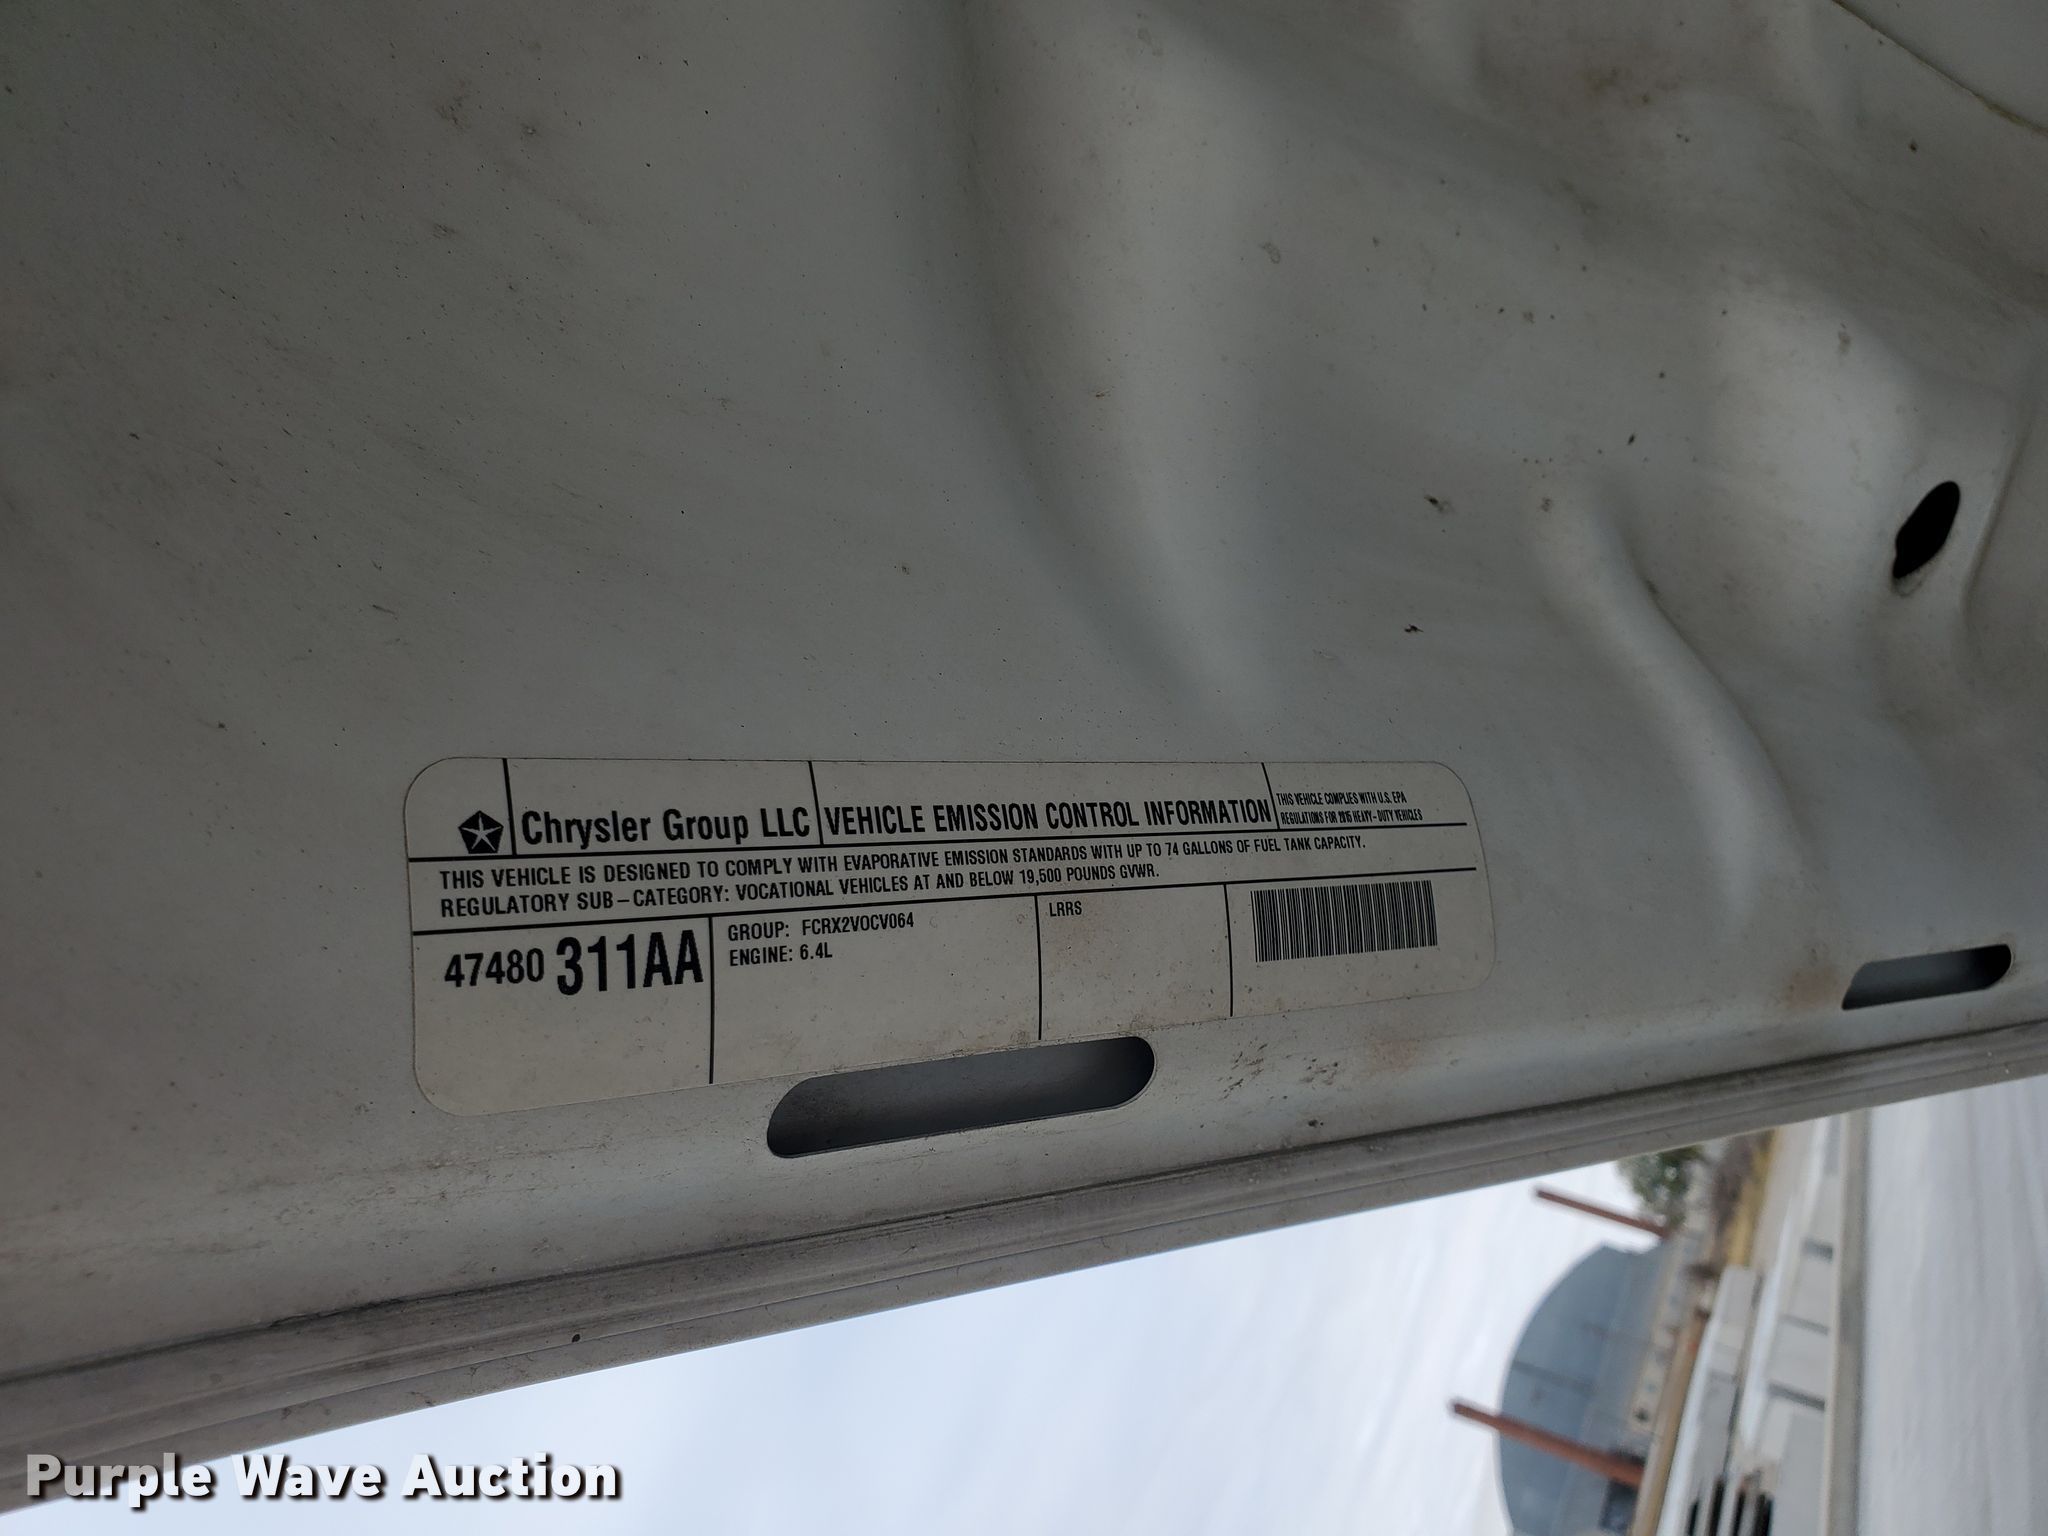 Chrysler Group LLC
VEHICLE EMISSION CONTROL INFORMATION
THIS VEHICLE COMPLIES WITH U.S. EPA
REGULATIONS FOR 2015 HEAVY-DUTY VEHICLES
THIS VEHICLE IS DESIGNED TO COMPLY WITH EVAPORATIVE EMISSION STANDARDS WITH UP TO 74 GALLONS OF FUEL TANK CAPACITY.
REGULATORY SUB-CATEGORY: VOCATIONAL VEHICLES AT AND BELOW 19,500 POUNDS GVWR.
47480 311AA
GROUP: FCRX2VOCV064
ENGINE: 6.4L
LRRS
Purple Wave Auction